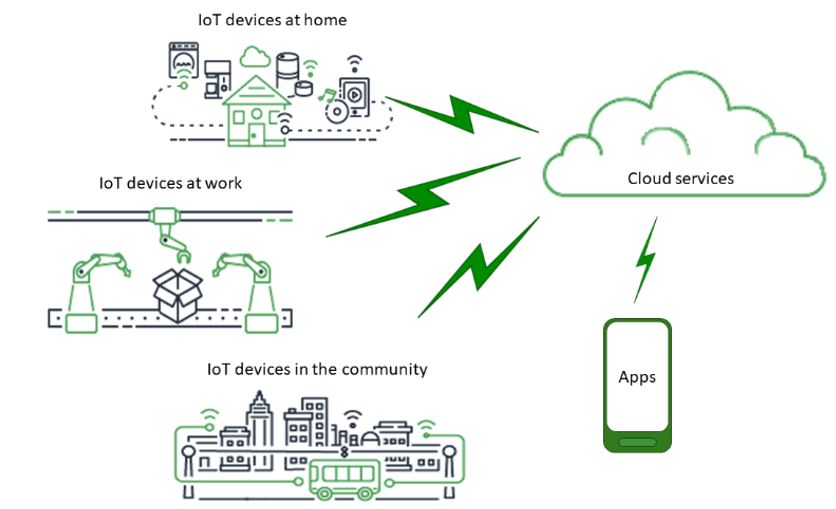 IoT devices at home
IoT devices at work
Cloud services
IoT devices in the community
Apps